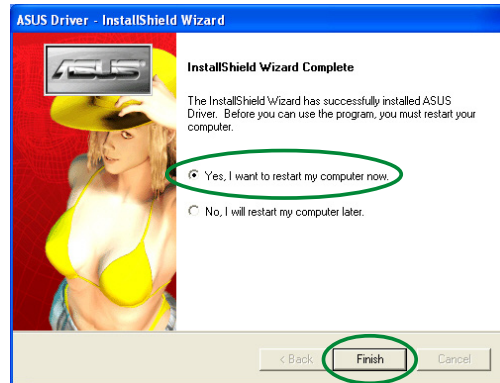 ASUS Driver - InstallShield Wizard
ASUS
InstallShield Wizard Complete
The InstallShield Wizard has successfully installed ASUS
Driver. Before you can use the program, you must restart your
computer.
Yes, I want to restart my computer now.
No, I will restart my computer later.
< Back
Finish
Cancel